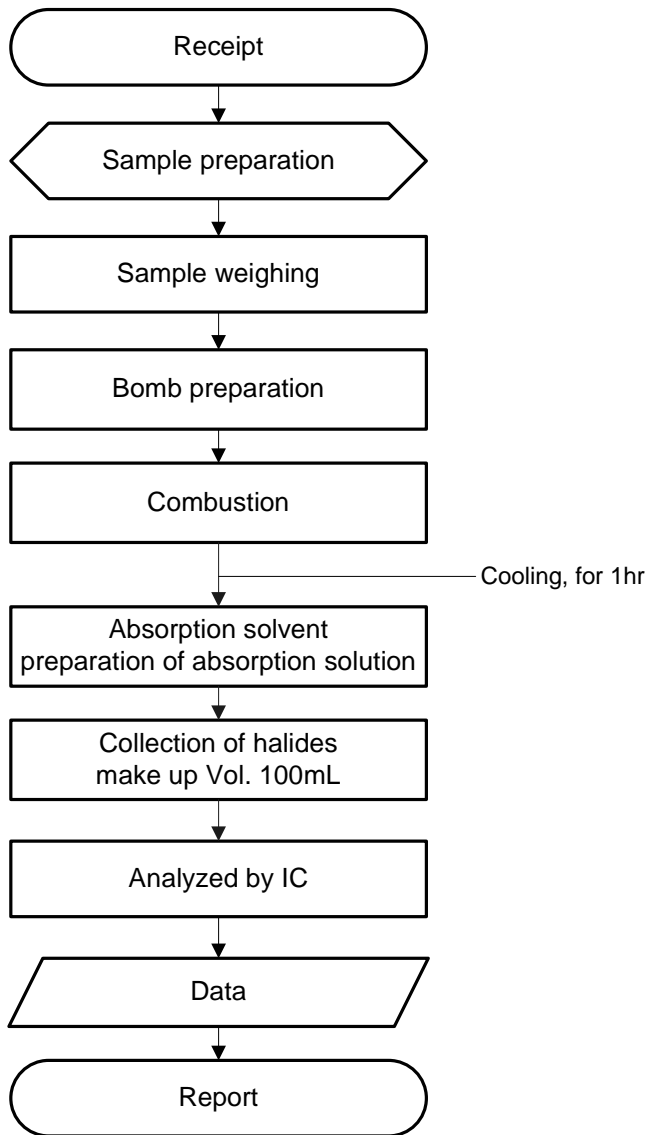 Receipt
Sample preparation
Sample weighing
Bomb preparation
Combustion
Cooling, for 1hr
Absorption solvent
preparation of absorption solution
Collection of halides
make up Vol. 100mL
Analyzed by IC
Data
Report